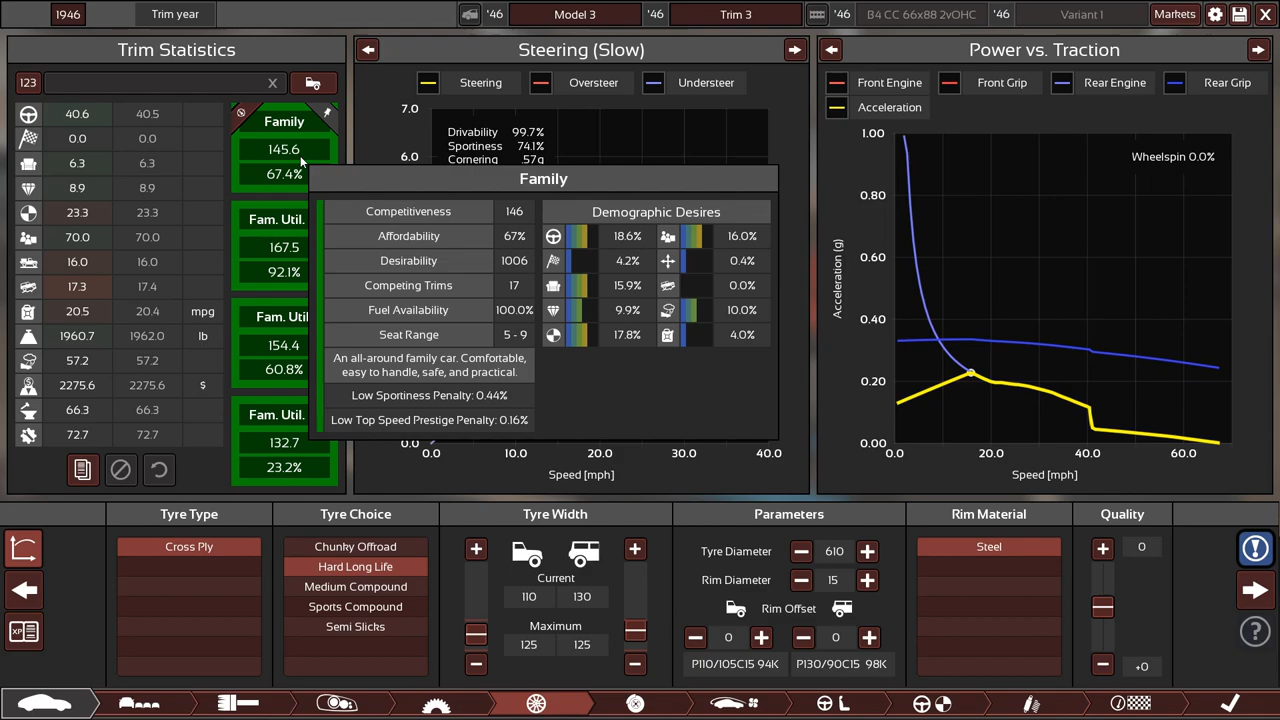 1946 Trim year '46 Model 3 '46 Trim 3 '46 B4 CC 66x88 2vOHC '46 Variant 1 Markets X
Trim Statistics
123 X
40.6 40.5
0.0 0.0
6.3 6.3
8.9 8.9
23.3 23.3
70.0 70.0
16.0 16.0
17.3 17.4
20.5 20.4 mpg
1960.7 1962.0 lb
57.2 57.2
2275.6 2275.6 $
66.3 66.3
72.7 72.7
Family
145.6
67.4%
Fam. Util.
167.5
92.1%
Fam. Util
154.4
60.8%
Fam. Util.
132.7
23.2%
Steering (Slow)
Steering Oversteer Understeer
7.0
6.0
Drivability 99.7%
Sportiness 74.1%
Cornering .57g
Family
Competitiveness 146
Affordability 67%
Desirability 1006
Competing Trims 17
Fuel Availability 100.0%
Seat Range 5 - 9
An all-around family car. Comfortable,
easy to handle, safe, and practical.
Low Sportiness Penalty: 0.44%
Low Top Speed Prestige Penalty: 0.16%
Demographic Desires
18.6% 16.0%
4.2% 0.4%
15.9% 0.0%
9.9% 10.0%
17.8% 4.0%
0.0
0.0 10.0 20.0 30.0 40.0
Speed [mph]
Power vs. Traction
Front Engine Front Grip Rear Engine Rear Grip
Acceleration
1.00
0.80
0.60
0.40
0.20
0.00
Acceleration (g)
Wheelspin 0.0%
0.0 20.0 40.0 60.0
Speed [mph]
Tyre Type
Cross Ply
Tyre Choice
Chunky Offroad
Hard Long Life
Medium Compound
Sports Compound
Semi Slicks
Tyre Width
+ +
Current
110 130
Maximum
125 125
- -
Parameters
Tyre Diameter - 610 +
Rim Diameter - 15 +
Rim Offset
- 0 + - 0 +
P110/105C15 94K P130/90C15 98K
Rim Material
Steel
Quality
+ 0
- +0
XP
!
?